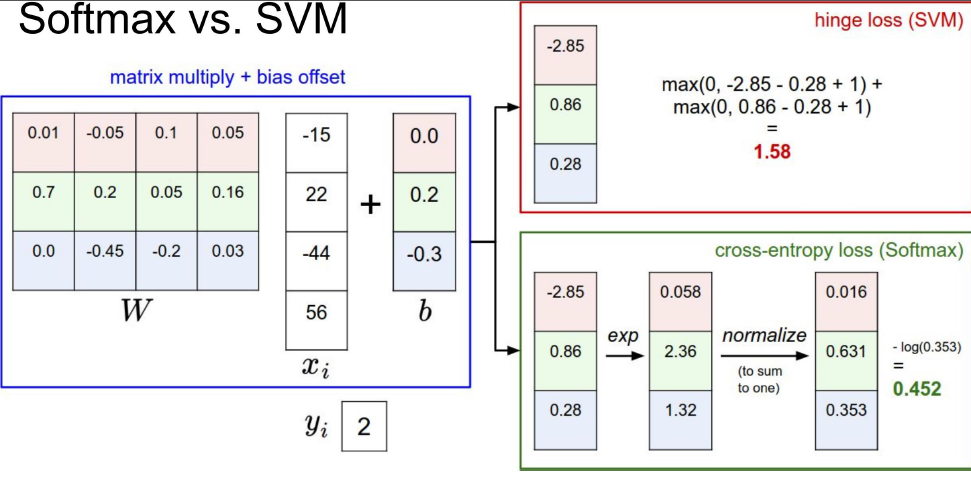 Softmax vs. SVM
matrix multiply + bias offset
0.01 -0.05 0.1 0.05
0.7 0.2 0.05 0.16
0.0 -0.45 -0.2 0.03
W
-15
22
-44
56
x_i
+
0.0
0.2
-0.3
b
y_i 2
hinge loss (SVM)
-2.85
0.86
0.28
max(0, -2.85 - 0.28 + 1) +
max(0, 0.86 - 0.28 + 1)
=
1.58
cross-entropy loss (Softmax)
-2.85
0.86
0.28
exp
0.058
2.36
1.32
normalize
(to sum
to one)
0.016
0.631
0.353
- log(0.353)
=
0.452